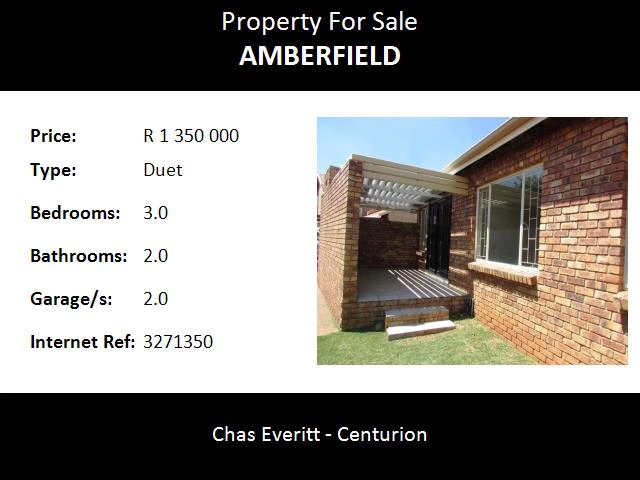 Property For Sale
AMBERFIELD
Price: R 1 350 000
Type: Duet
Bedrooms: 3.0
Bathrooms: 2.0
Garage/s: 2.0
Internet Ref: 3271350
Chas Everitt - Centurion